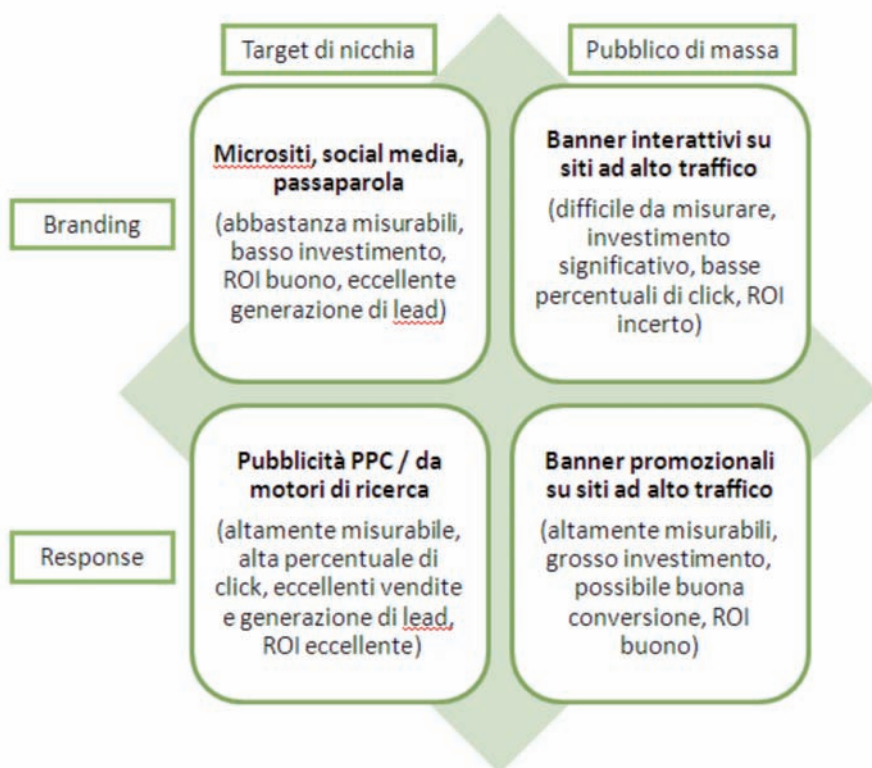 Target di nicchia
Pubblico di massa
Branding
Micrositi, social media,
passaparola
(abbastanza misurabili,
basso investimento,
ROI buono, eccellente
generazione di lead)
Banner interattivi su
siti ad alto traffico
(difficile da misurare,
investimento
significativo, basse
percentuali di click, ROI
incerto)
Response
Pubblicità PPC / da
motori di ricerca
(altamente misurabile,
alta percentuale di
click, eccellenti vendite
e generazione di lead,
ROI eccellente)
Banner promozionali
su siti ad alto traffico
(altamente misurabili,
grosso investimento,
possibile buona
conversione, ROI
buono)